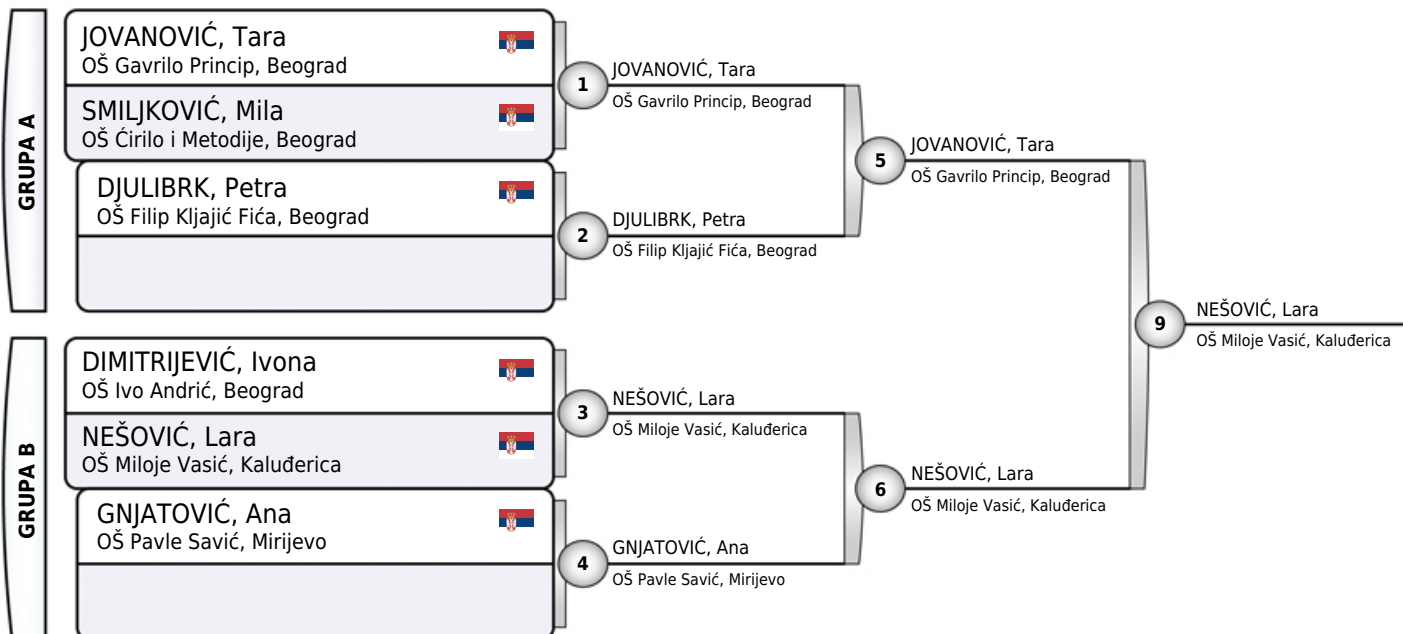 GRUPA A
JOVANOVIĆ, Tara
OŠ Gavrilo Princip, Beograd
SMILJKOVIĆ, Mila
OŠ Ćirilo i Metodije, Beograd
DJULIBRK, Petra
OŠ Filip Kljajić Fića, Beograd
1
JOVANOVIĆ, Tara
OŠ Gavrilo Princip, Beograd
2
DJULIBRK, Petra
OŠ Filip Kljajić Fića, Beograd
5
JOVANOVIĆ, Tara
OŠ Gavrilo Princip, Beograd
GRUPA B
DIMITRIJEVIĆ, Ivona
OŠ Ivo Andrić, Beograd
NEŠOVIĆ, Lara
OŠ Miloje Vasić, Kaluđerica
GNJATOVIĆ, Ana
OŠ Pavle Savić, Mirijevo
3
NEŠOVIĆ, Lara
OŠ Miloje Vasić, Kaluđerica
4
GNJATOVIĆ, Ana
OŠ Pavle Savić, Mirijevo
6
NEŠOVIĆ, Lara
OŠ Miloje Vasić, Kaluđerica
9
NEŠOVIĆ, Lara
OŠ Miloje Vasić, Kaluđerica